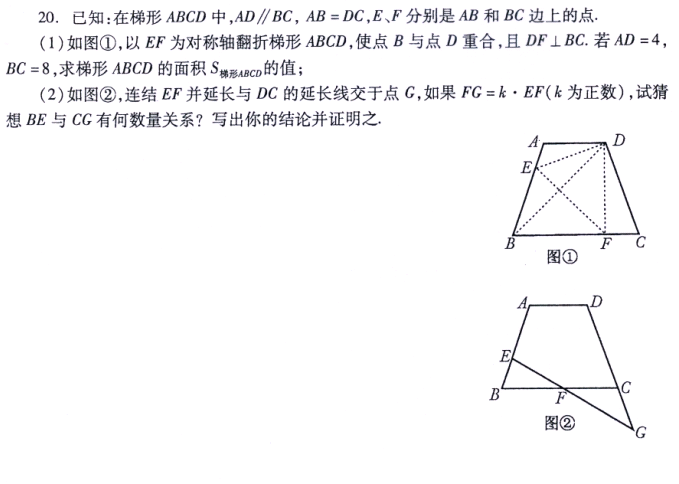 20. 已知:在梯形 ABCD 中,AD∥BC, AB = DC,E、F 分别是 AB 和 BC 边上的点.
(1)如图①,以 EF 为对称轴翻折梯形 ABCD,使点 B 与点 D 重合,且 DF⊥BC. 若 AD = 4,
BC = 8,求梯形 ABCD 的面积 S梯形ABCD的值;
(2)如图②,连结 EF 并延长与 DC 的延长线交于点 G,如果 FG = k·EF(k 为正数),试猜
想 BE 与 CG 有何数量关系? 写出你的结论并证明之.
A D
E
B F C
图①
A D
E
B F C
图②
G